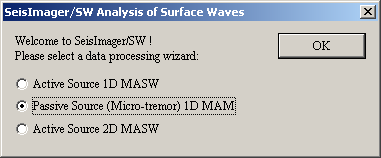 SeisImager/SW Analysis of Surface Waves
Welcome to SeisImager/SW !
Please select a data processing wizard:
OK
Active Source 1D MASW
Passive Source (Micro-tremor) 1D MAM
Active Source 2D MASW